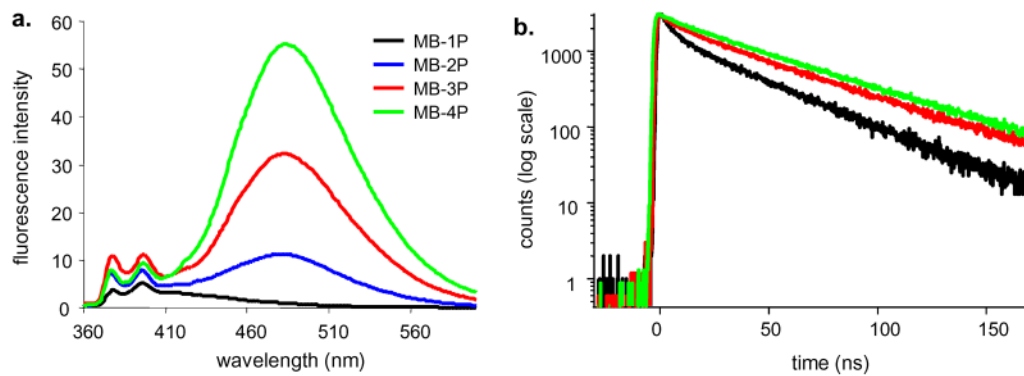 a.
fluorescence intensity
60
50
40
30
20
10
0
360 410 460 510 560
wavelength (nm)
MB-1P
MB-2P
MB-3P
MB-4P
b.
counts (log scale)
1000
100
10
1
0 50 100 150
time (ns)